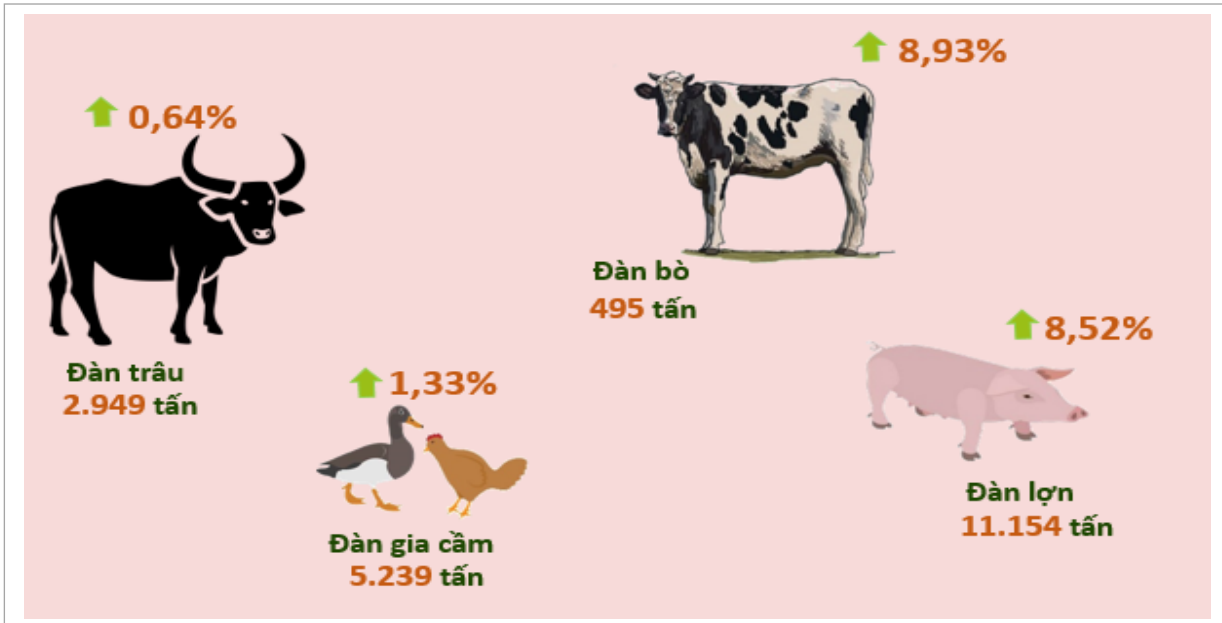 8,93%
0,64%
Đàn bò
495 tấn
8,52%
Đàn trâu
2.949 tấn
1,33%
Đàn lợn
11.154 tấn
Đàn gia cầm
5.239 tấn